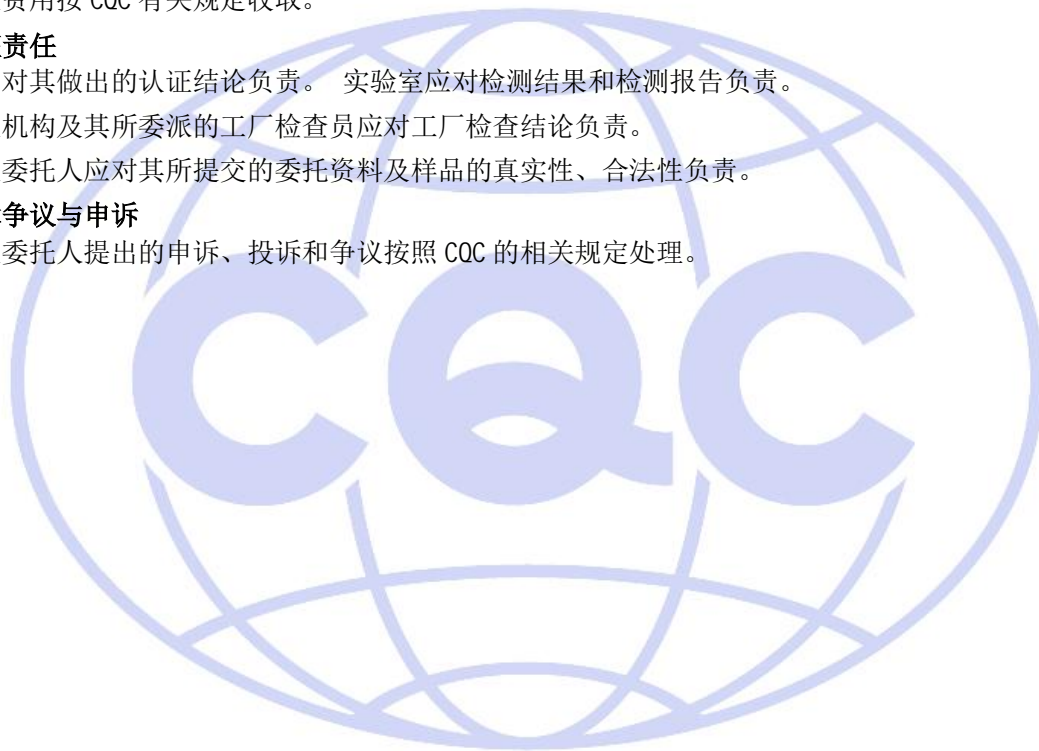 费用按 CQC 有关规定收取。
责任
对其做出的认证结论负责。 实验室应对检测结果和检测报告负责。
机构及其所委派的工厂检查员应对工厂检查结论负责。
委托人应对其所提交的委托资料及样品的真实性、合法性负责。
争议与申诉
委托人提出的申诉、投诉和争议按照 CQC 的相关规定处理。
CQC